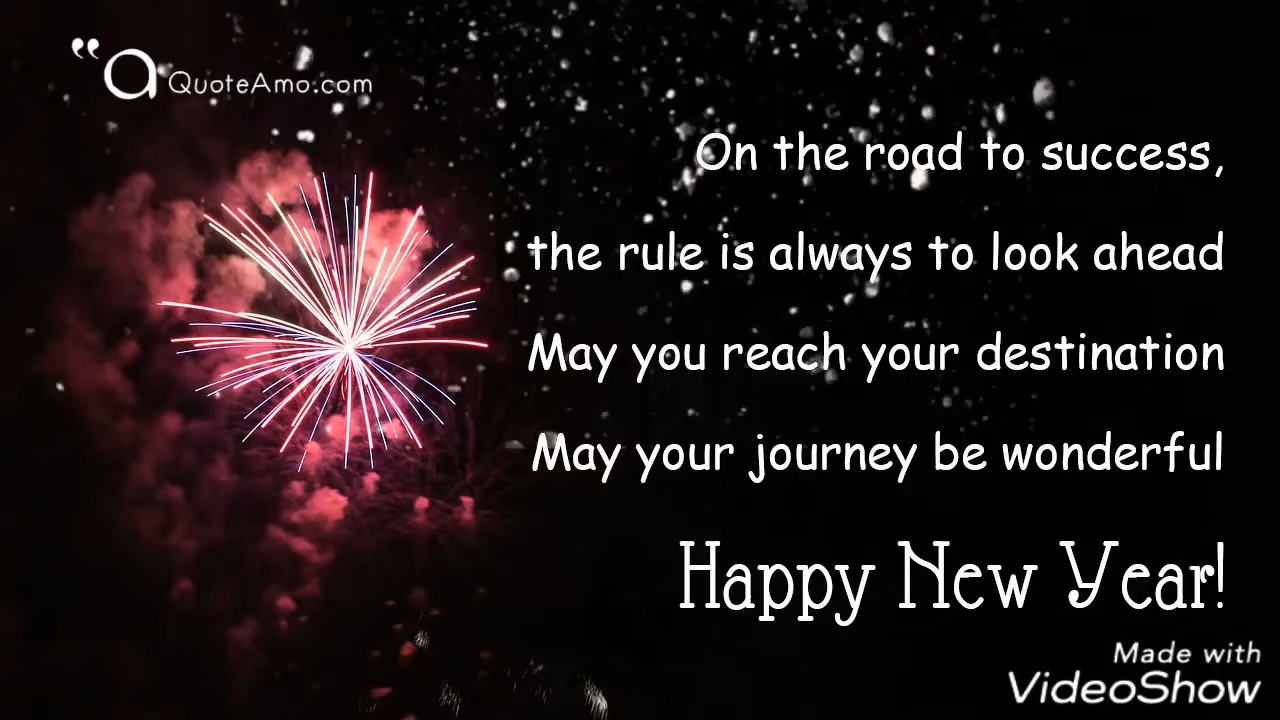 QuoteAmo.com
On the road to success,
the rule is always to look ahead
May you reach your destination
May your journey be wonderful
Happy New Year!
Made with
VideoShow